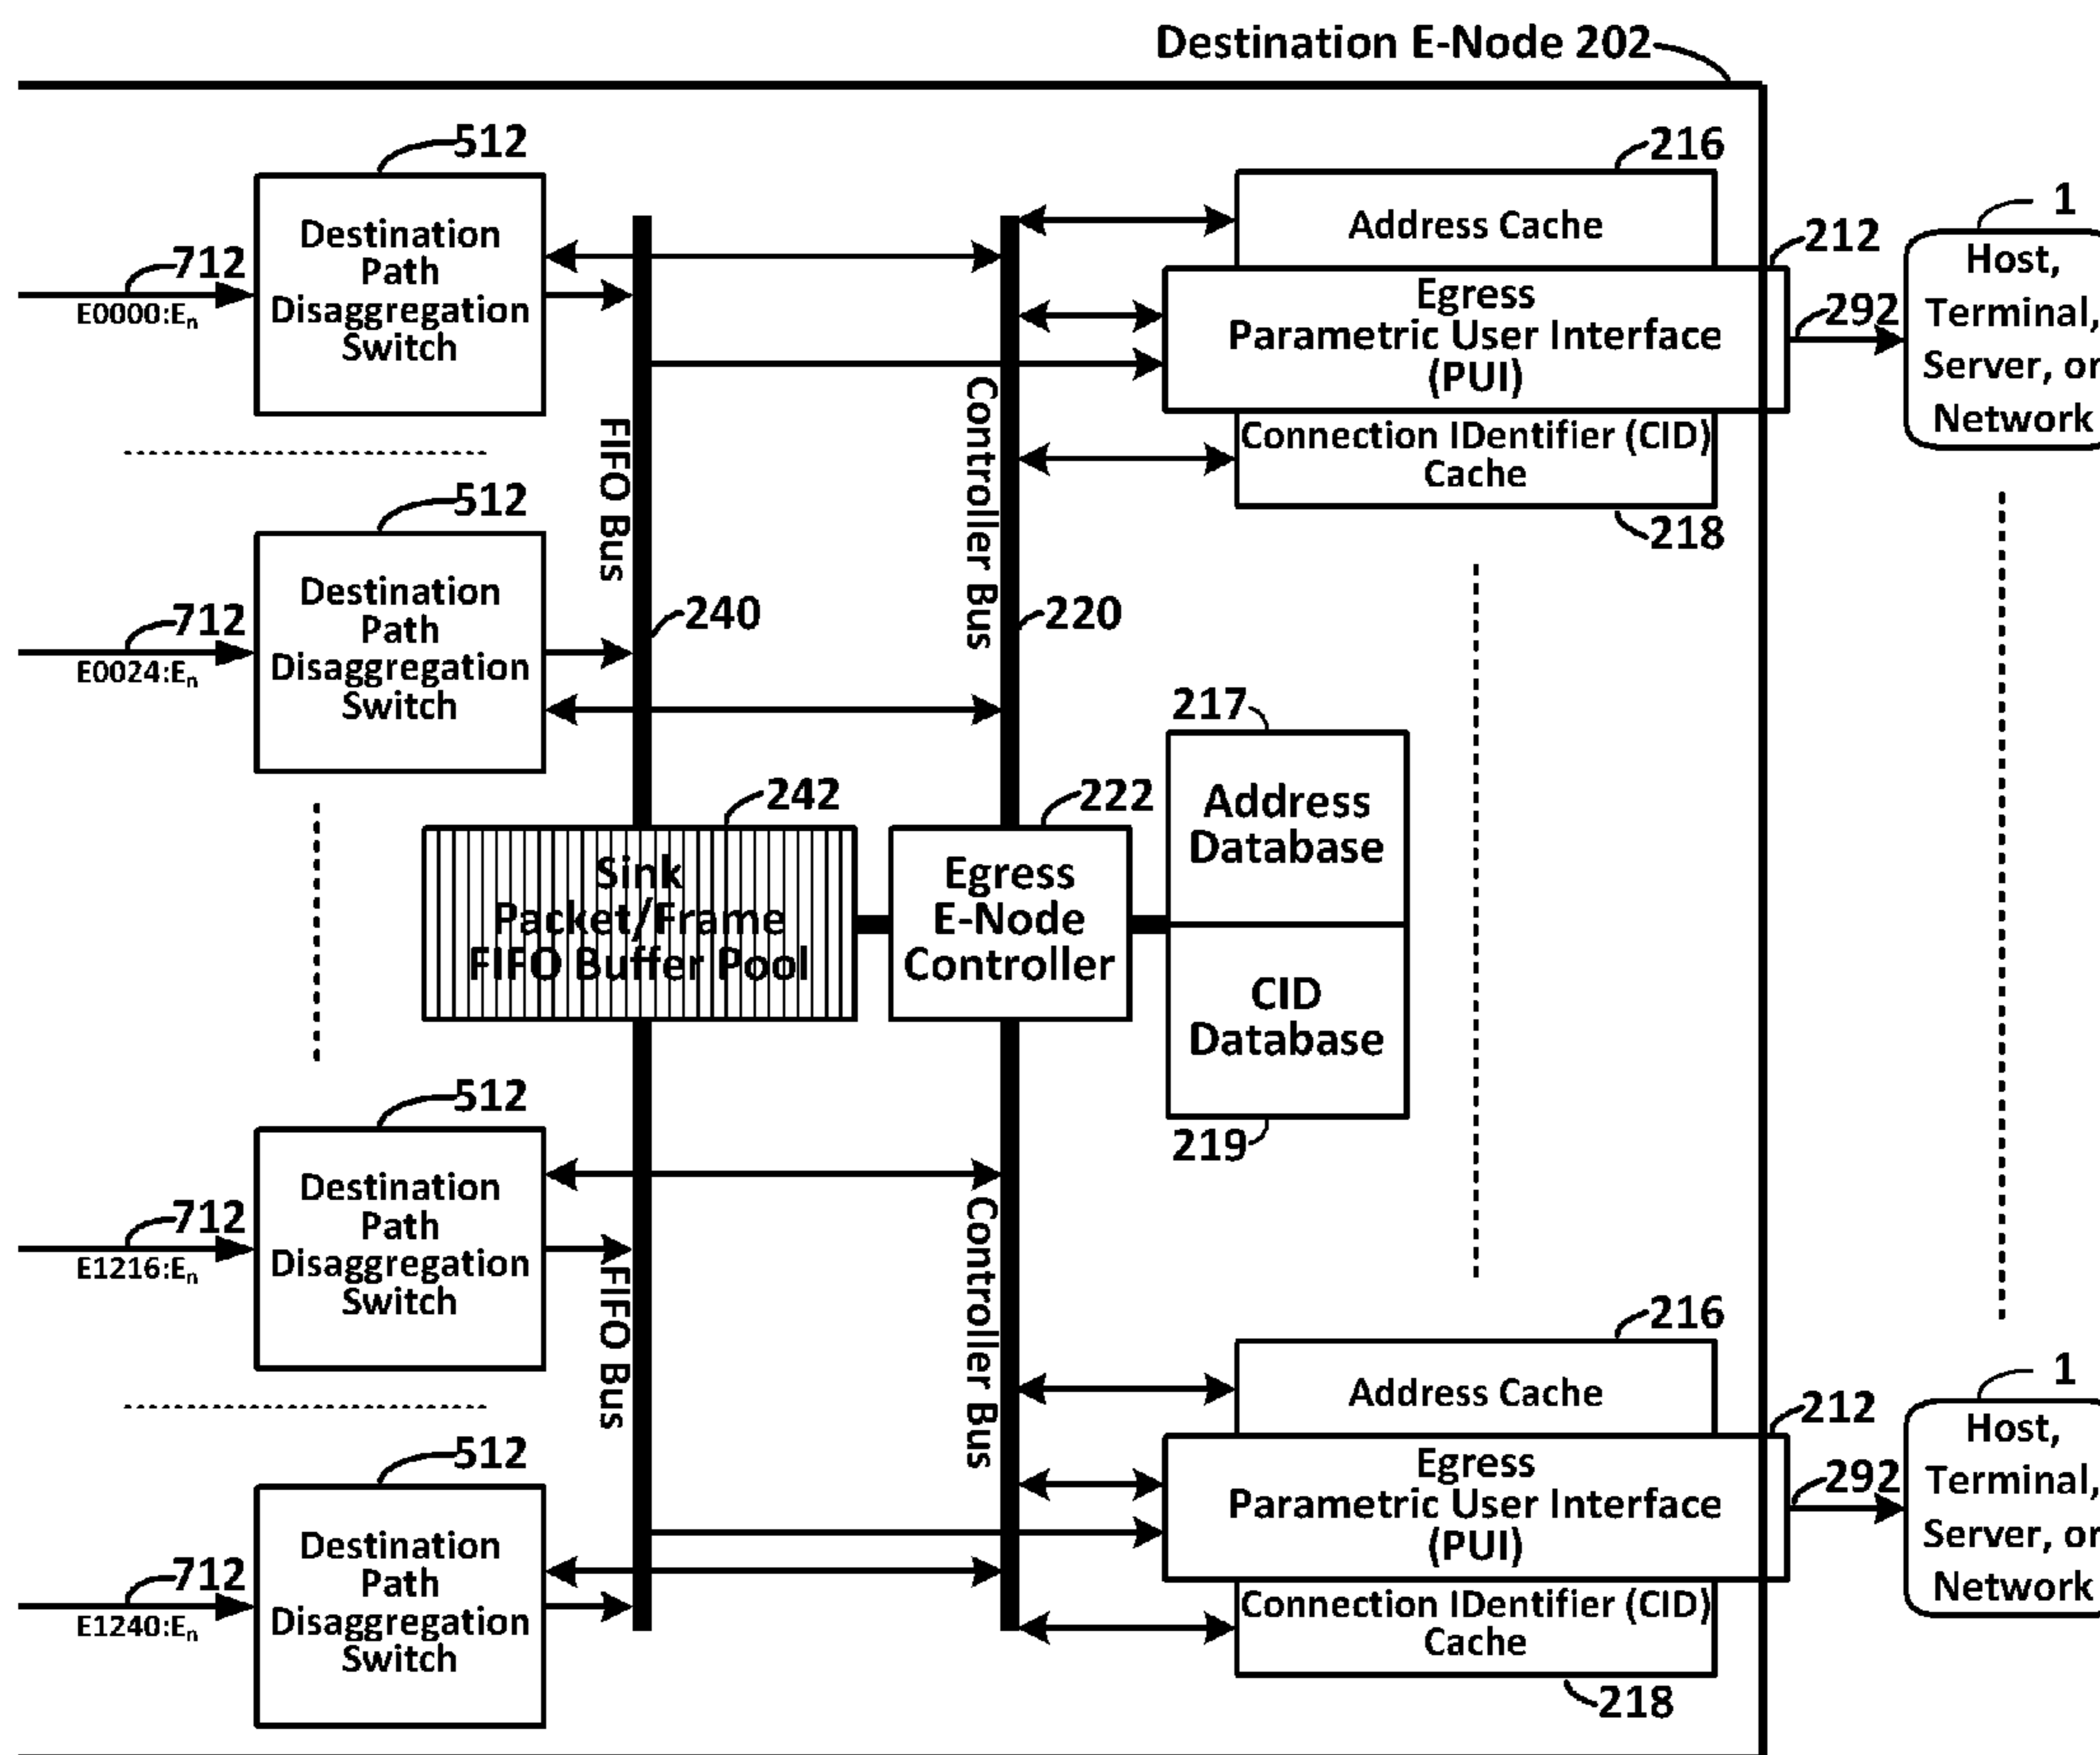 Destination E-Node 202
512
Destination
Path
Disaggregation
Switch
712
E0000:En
216
Address Cache
212
Egress
Parametric User Interface
(PUI)
292
Connection IDentifier (CID)
Cache
218
1
Host,
Terminal,
Server, or
Network
FIFO Bus
Controller Bus
512
Destination
Path
Disaggregation
Switch
712
E0024:En
240
220
217
Address
Database
CID
Database
219
242
Sink
Packet/Frame
FIFO Buffer Pool
222
Egress
E-Node
Controller
512
Destination
Path
Disaggregation
Switch
712
E1216:En
FIFO Bus
Controller Bus
216
Address Cache
212
Egress
Parametric User Interface
(PUI)
292
Connection IDentifier (CID)
Cache
218
1
Host,
Terminal,
Server, or
Network
512
Destination
Path
Disaggregation
Switch
712
E1240:En